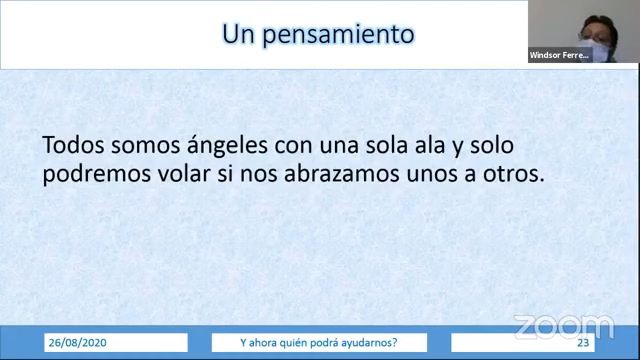 Un pensamiento
Windsor Ferre...
Todos somos ángeles con una sola ala y solo
podremos volar si nos abrazamos unos a otros.
26/08/2020
Y ahora quién podrá ayudarnos?
23
zoom